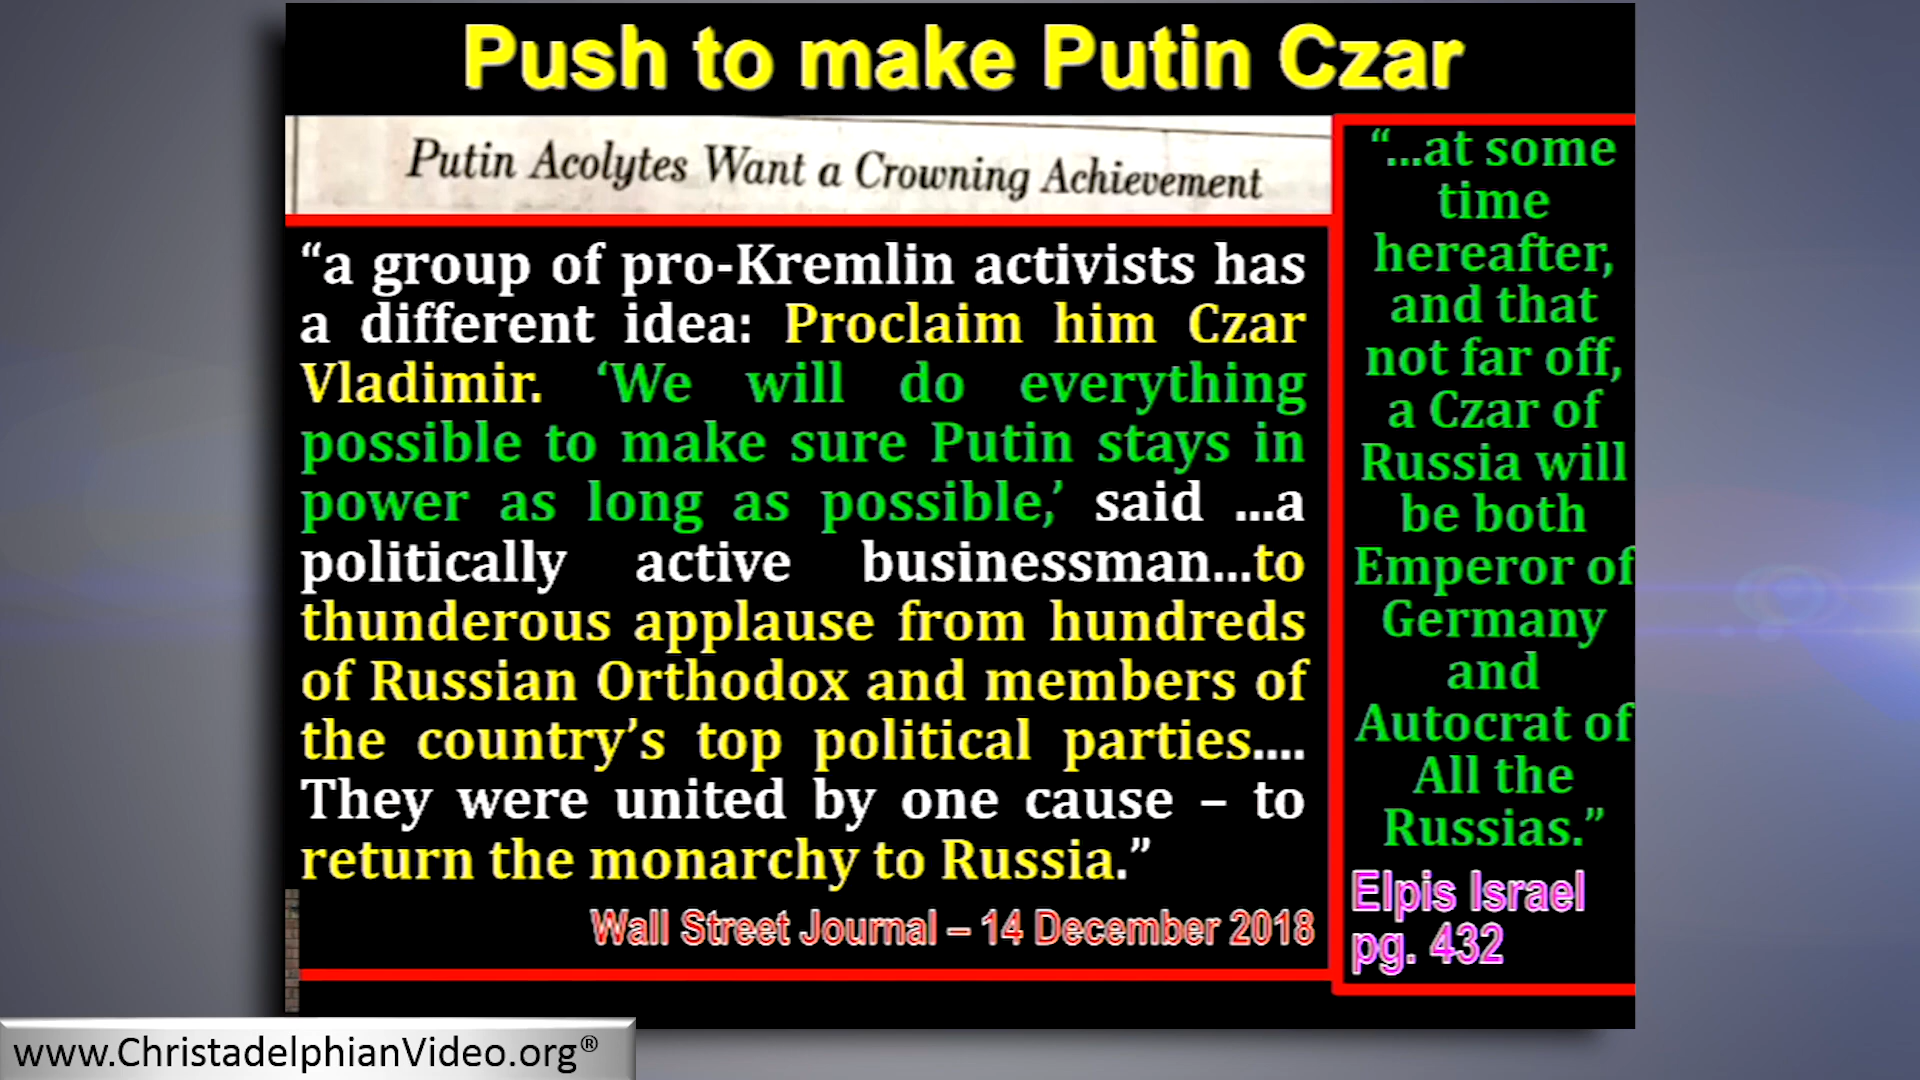 Push to make Putin Czar
Putin Acolytes Want a Crowning Achievement
“a group of pro-Kremlin activists has
a different idea: Proclaim him Czar
Vladimir. ‘We will do everything
possible to make sure Putin stays in
power as long as possible,’ said ...a
politically active businessman...to
thunderous applause from hundreds
of Russian Orthodox and members of
the country’s top political parties....
They were united by one cause – to
return the monarchy to Russia.”
Wall Street Journal – 14 December 2018
“...at some
time
hereafter,
and that
not far off,
a Czar of
Russia will
be both
Emperor of
Germany
and
Autocrat of
All the
Russias.”
Elpis Israel
pg. 432
www.ChristadelphianVideo.org®